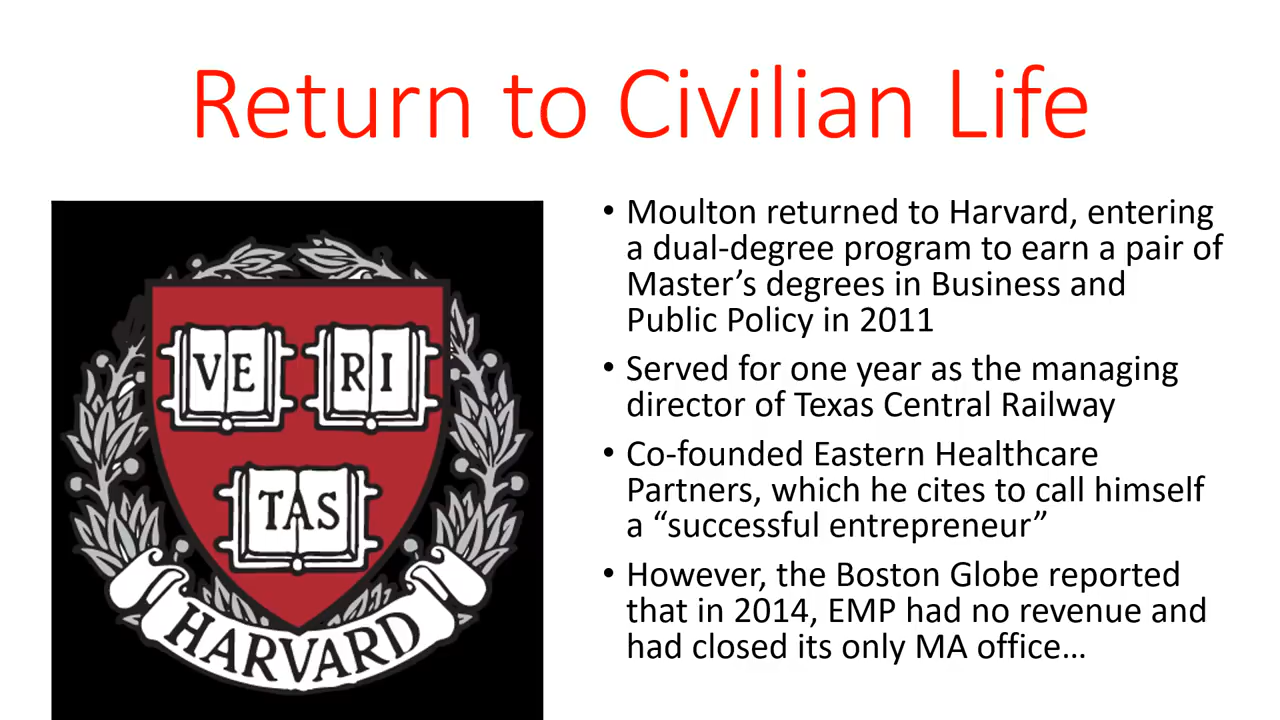 Return to Civilian Life
VE RI
TAS
HARVARD
• Moulton returned to Harvard, entering
a dual-degree program to earn a pair of
Master’s degrees in Business and
Public Policy in 2011
• Served for one year as the managing
director of Texas Central Railway
• Co-founded Eastern Healthcare
Partners, which he cites to call himself
a “successful entrepreneur”
• However, the Boston Globe reported
that in 2014, EMP had no revenue and
had closed its only MA office…